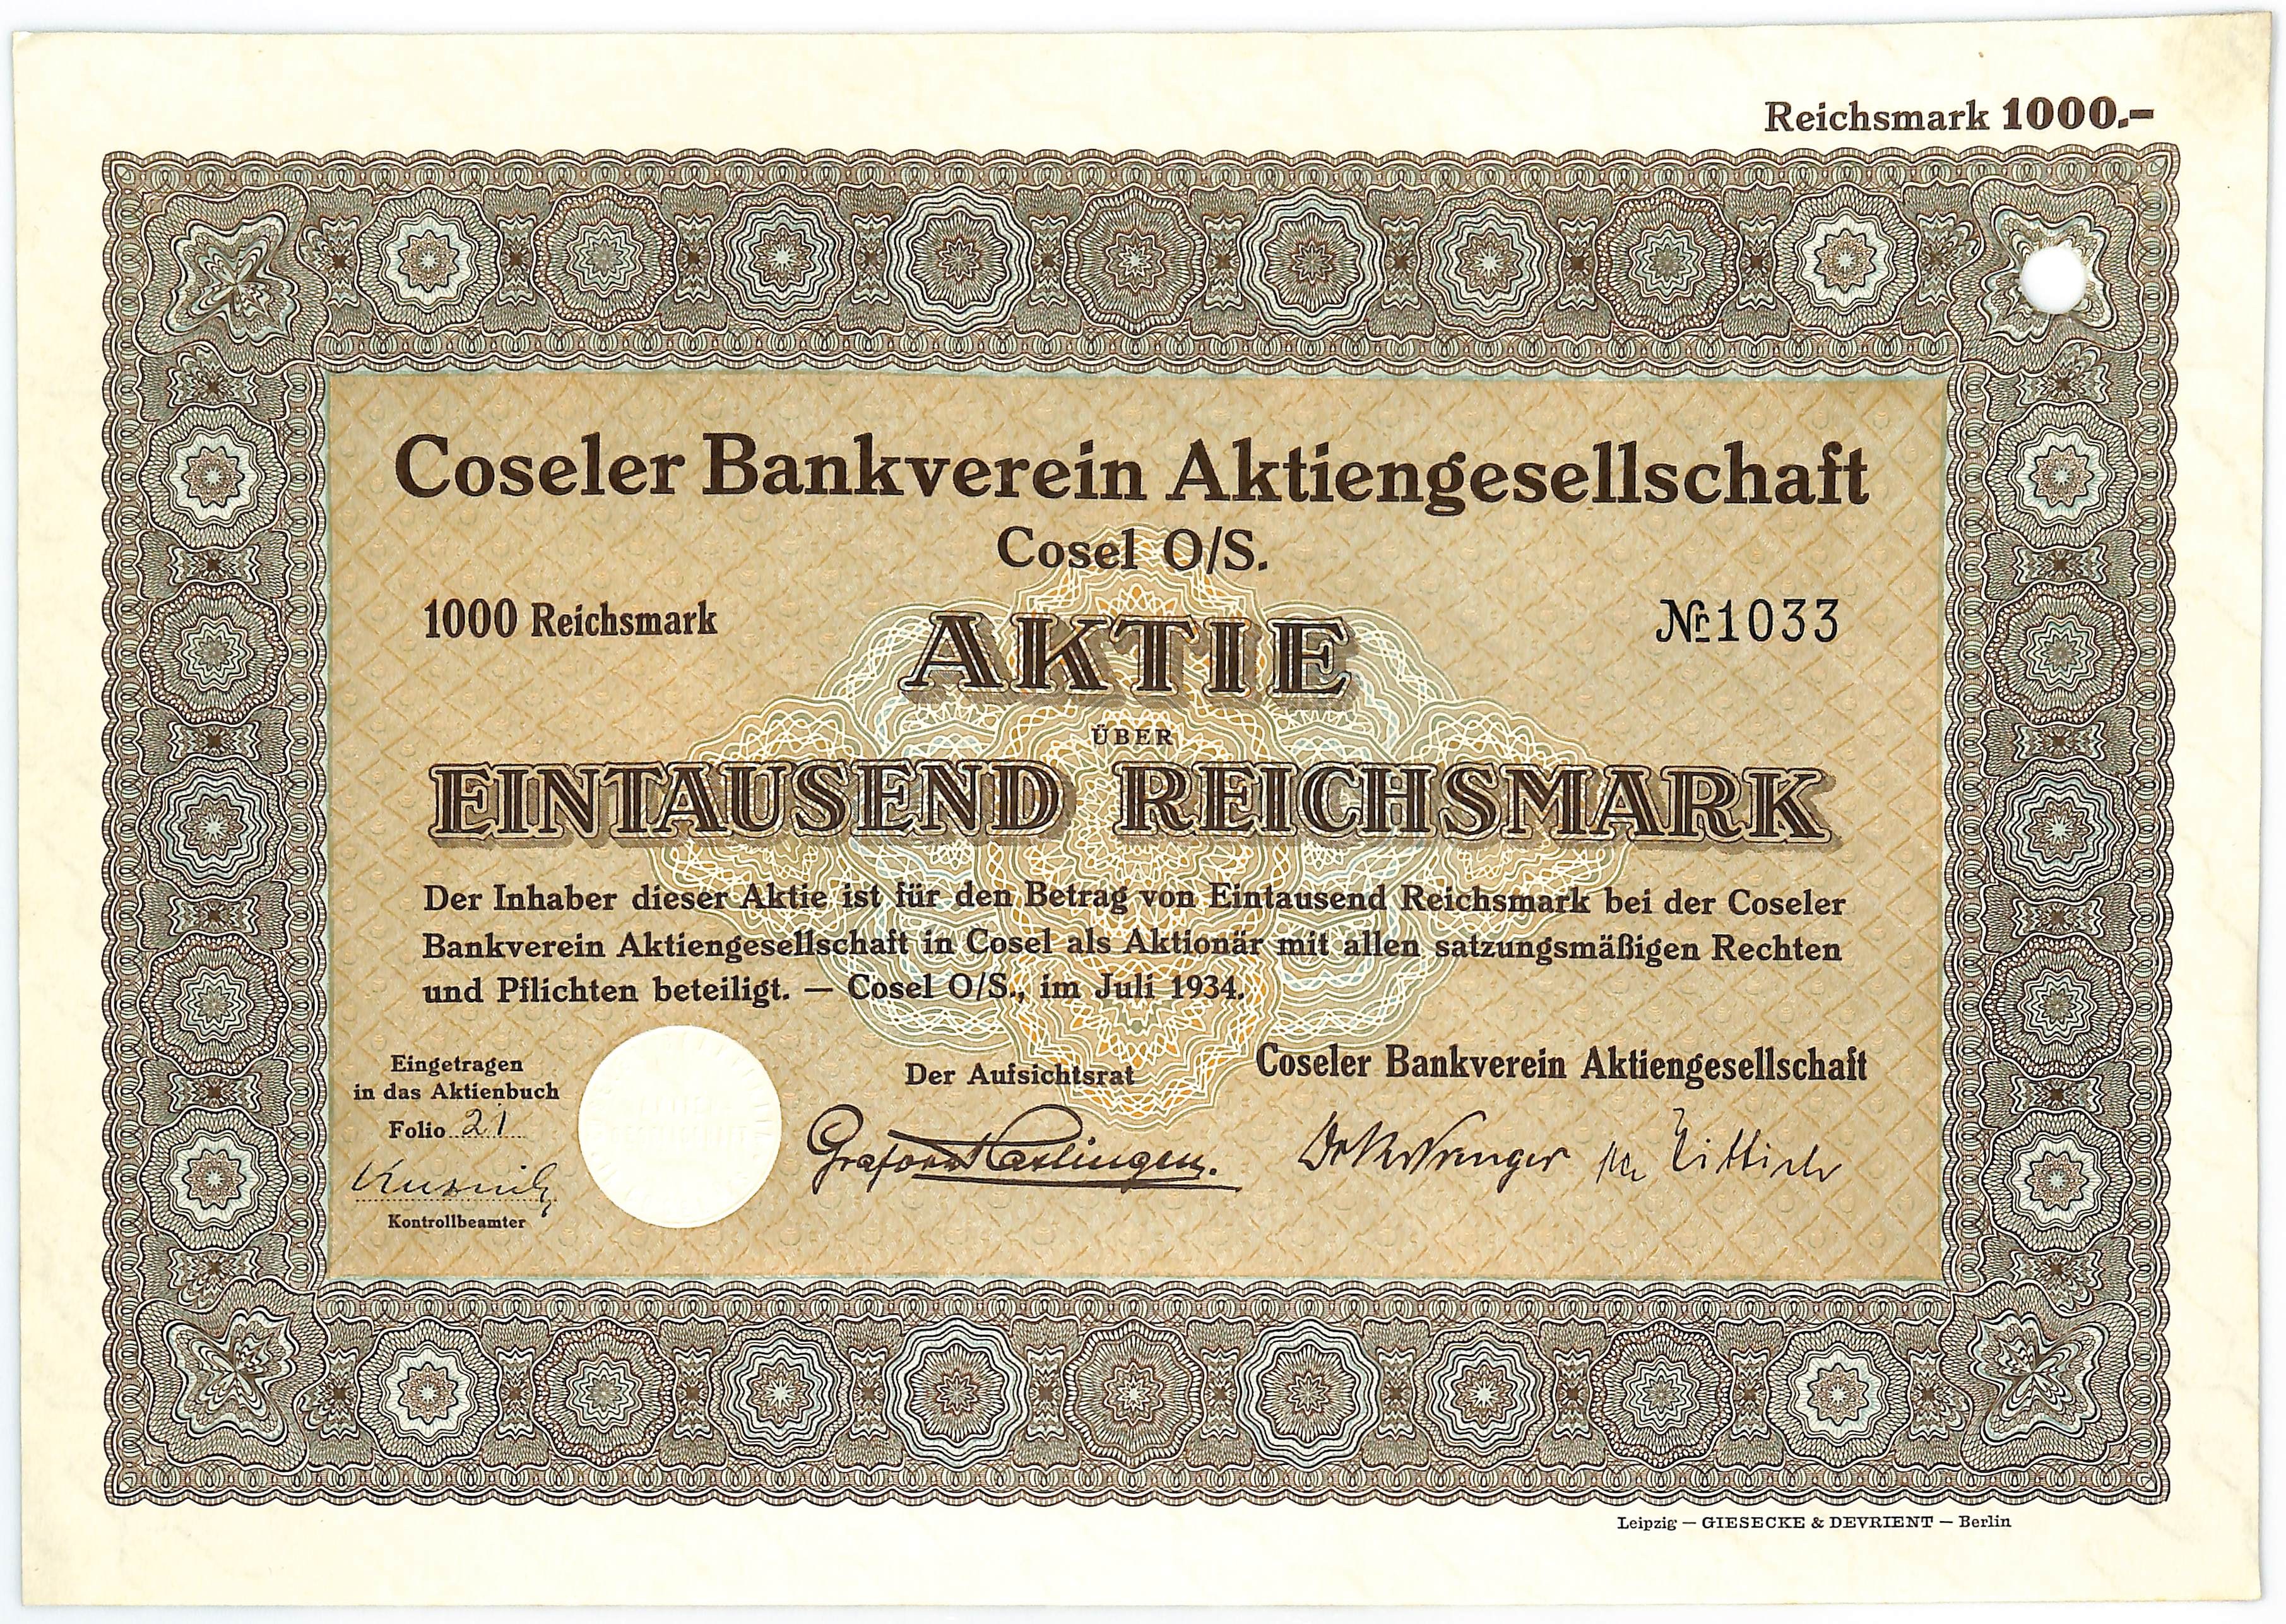 Reichsmark 1000.-
Coseler Bankverein Aktiengesellschaft
Cosel O/S.
1000 Reichsmark
Nr 1033
AKTIE
ÜBER
EINTAUSEND REICHSMARK
Der Inhaber dieser Aktie ist für den Betrag von Eintausend Reichsmark bei der Coseler
Bankverein Aktiengesellschaft in Cosel als Aktionär mit allen satzungsmäßigen Rechten
und Pflichten beteiligt. — Cosel O/S., im Juli 1934.
Eingetragen
in das Aktienbuch
Folio 21
Kontrollbeamter
Der Aufsichtsrat
Coseler Bankverein Aktiengesellschaft
Leipzig — GIESECKE & DEVRIENT — Berlin